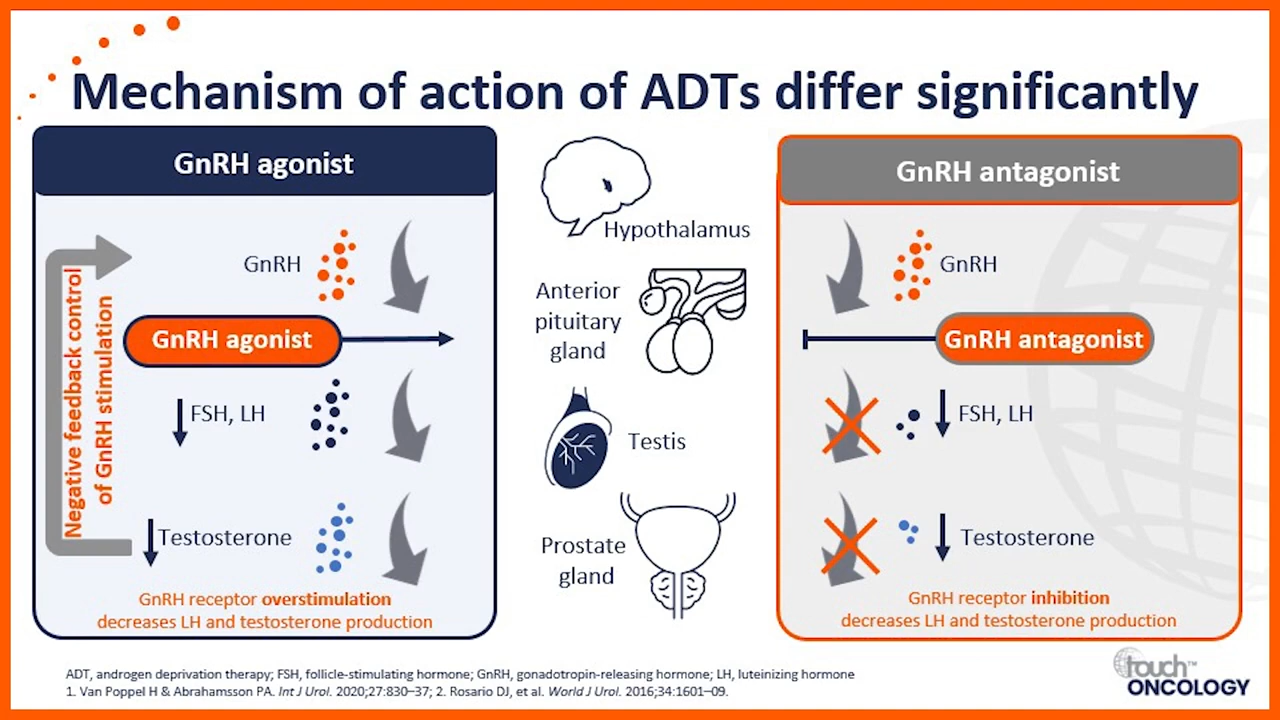 Mechanism of action of ADTs differ significantly
GnRH agonist
GnRH
GnRH agonist
FSH, LH
Testosterone
Negative feedback control
of GnRH stimulation
GnRH receptor overstimulation
decreases LH and testosterone production
Hypothalamus
Anterior
pituitary
gland
Testis
Prostate
gland
GnRH antagonist
GnRH
GnRH antagonist
FSH, LH
Testosterone
GnRH receptor inhibition
decreases LH and testosterone production
ADT, androgen deprivation therapy; FSH, follicle-stimulating hormone; GnRH, gonadotropin-releasing hormone; LH, luteinizing hormone
1. Van Poppel H & Abrahamsson PA. Int J Urol. 2020;27:830–37; 2. Rosario DJ, et al. World J Urol. 2016;34:1601–09.
touch™
ONCOLOGY